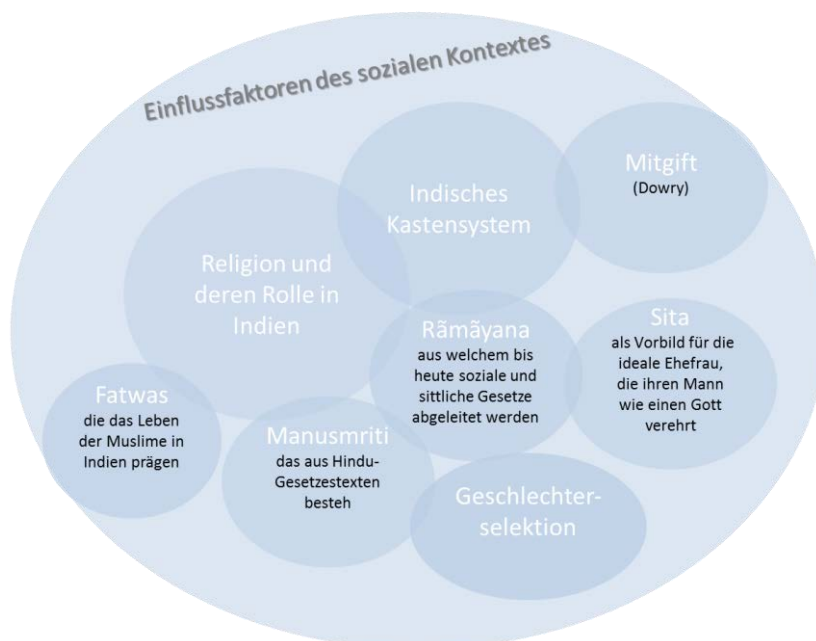 Einflussfaktoren des sozialen Kontextes
Mitgift
(Dowry)
Indisches
Kastensystem
Religion und
deren Rolle in
Indien
Rãmãyana
aus welchem bis
heute soziale und
sittliche Gesetze
abgeleitet werden
Sita
als Vorbild für die
ideale Ehefrau,
die ihren Mann
wie einen Gott
verehrt
Fatwas
die das Leben
der Muslime in
Indien prägen
Manusmriti
das aus Hindu-
Gesetzestexten
besteh
Geschlechter-
selektion